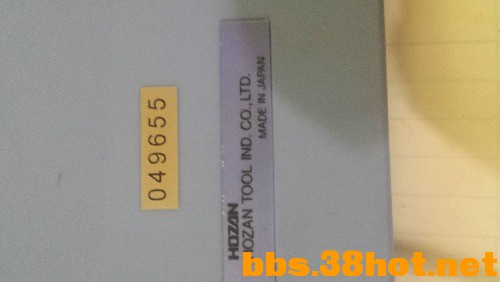 049655
HOZAN
HOZAN TOOL IND. CO., LTD.
MADE IN JAPAN
bbs.38hot.net